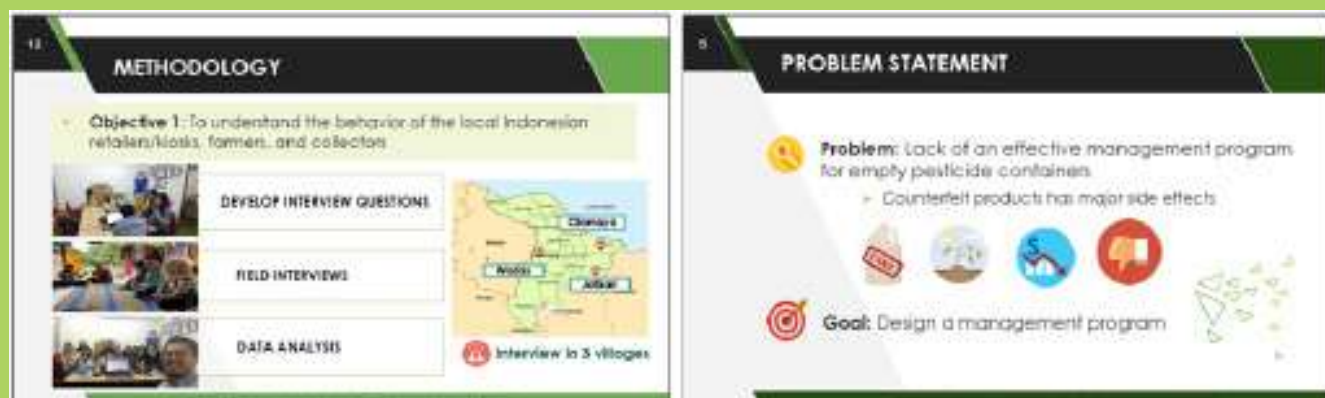 METHODOLOGY
Objective 1: To understand the behavior of the local Indonesian
retailers/kiosks, farmers, and collectors
DEVELOP INTERVIEW QUESTIONS
FIELD INTERVIEWS
DATA ANALYSIS
Interview in 3 villages
PROBLEM STATEMENT
Problem: Lack of an effective management program
for empty pesticide containers
Counterfeit products has major side effects
FAKE
Goal: Design a management program